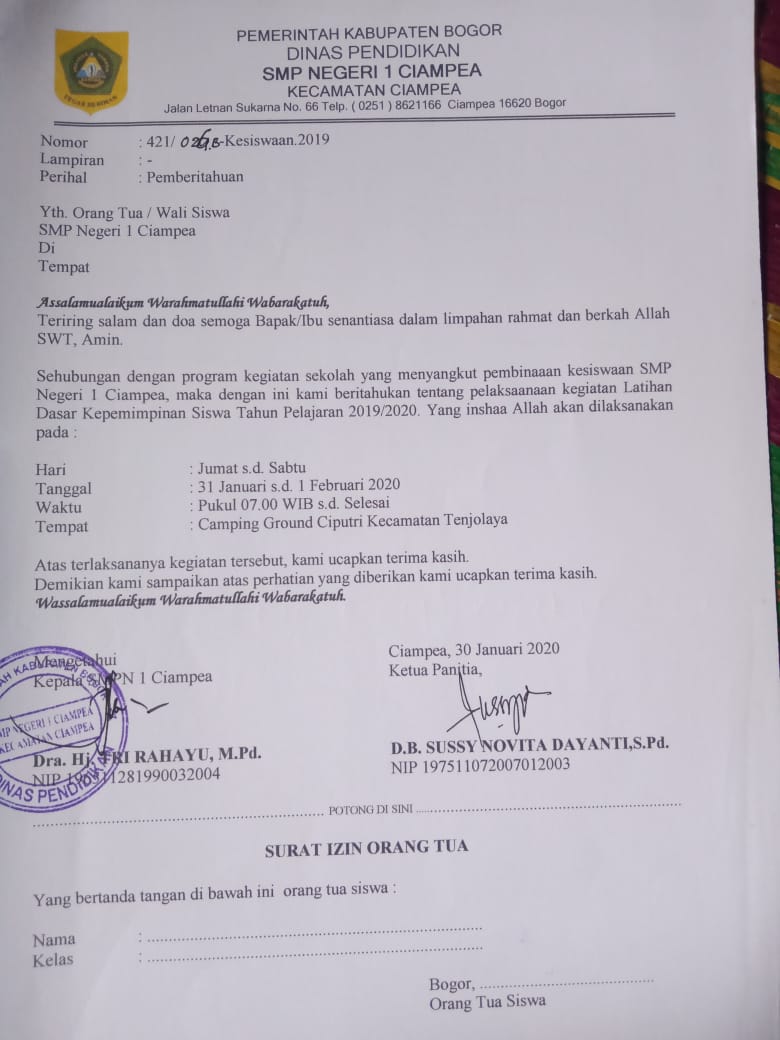 PEMERINTAH KABUPATEN BOGOR
DINAS PENDIDIKAN
SMP NEGERI 1 CIAMPEA
KECAMATAN CIAMPEA
Jalan Letnan Sukarna No. 66 Telp. ( 0251 ) 8621166 Ciampea 16620 Bogor
TEGAR BERIMAN
Nomor : 421/ -Kesiswaan.2019
Lampiran : -
Perihal : Pemberitahuan
Yth. Orang Tua / Wali Siswa
SMP Negeri 1 Ciampea
Di
Tempat
Assalamualaikum Warahmatullahi Wabarakatuh,
Teriring salam dan doa semoga Bapak/Ibu senantiasa dalam limpahan rahmat dan berkah Allah
SWT, Amin.
Sehubungan dengan program kegiatan sekolah yang menyangkut pembinaaan kesiswaan SMP
Negeri 1 Ciampea, maka dengan ini kami beritahukan tentang pelaksaanaan kegiatan Latihan
Dasar Kepemimpinan Siswa Tahun Pelajaran 2019/2020. Yang inshaa Allah akan dilaksanakan
pada :
Hari : Jumat s.d. Sabtu
Tanggal : 31 Januari s.d. 1 Februari 2020
Waktu : Pukul 07.00 WIB s.d. Selesai
Tempat : Camping Ground Ciputri Kecamatan Tenjolaya
Atas terlaksananya kegiatan tersebut, kami ucapkan terima kasih.
Demikian kami sampaikan atas perhatian yang diberikan kami ucapkan terima kasih.
Wassalamualaikum Warahmatullahi Wabarakatuh.
Ciampea, 30 Januari 2020
Mengetahui
Ketua Panitia,
Kepala SMPN 1 Ciampea
NEGERI 1 CIAMPEA
KECAMATAN CIAMPEA
DINAS PENDIDIKAN
Dra. Hj. TRI RAHAYU, M.Pd.
D.B. SUSSY NOVITA DAYANTI,S.Pd.
NIP
NIP 197511072007012003
POTONG DI SINI
SURAT IZIN ORANG TUA
Yang bertanda tangan di bawah ini orang tua siswa :
Nama :
Kelas :
Bogor,
Orang Tua Siswa